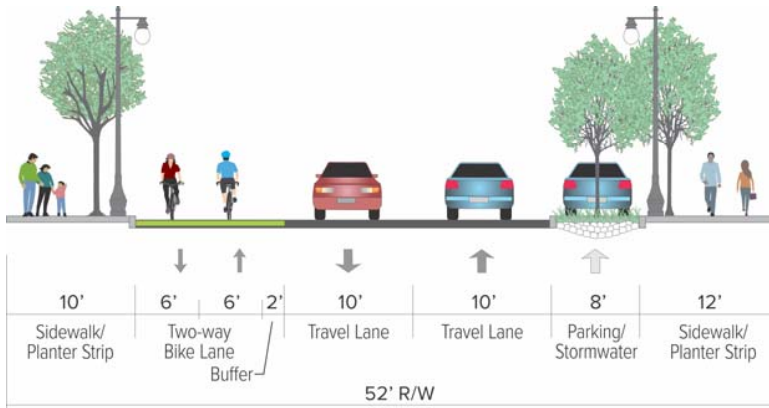 10’ 6’ 6’ 2’ 10’ 10’ 8’ 12’
Sidewalk/
Planter Strip
Two-way
Bike Lane
Buffer
Travel Lane
Travel Lane
Parking/
Stormwater
Sidewalk/
Planter Strip
52’ R/W